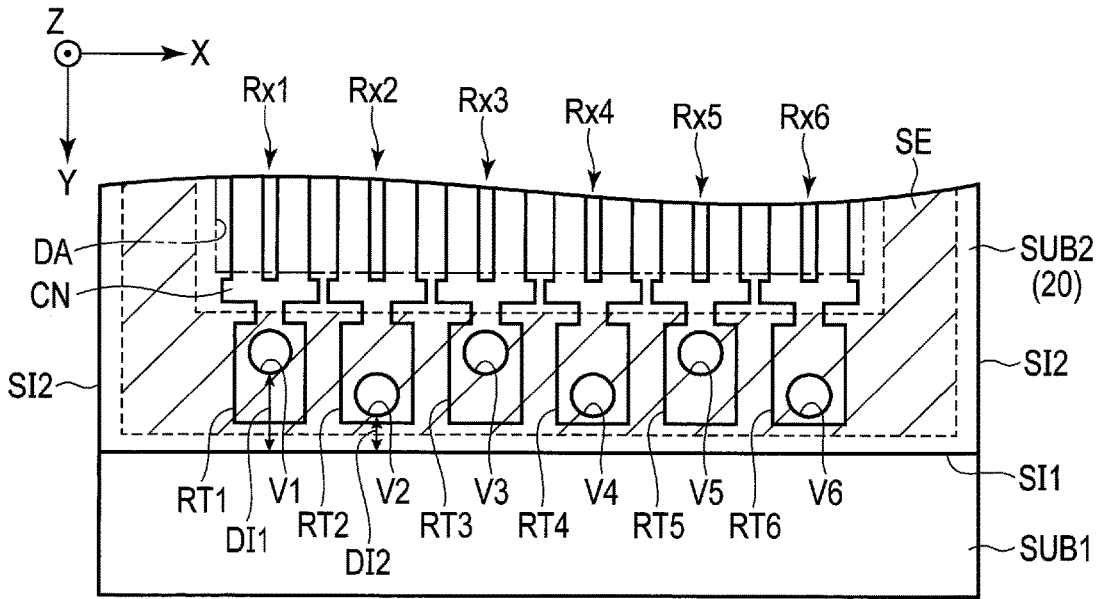 Z
X
Y
Rx1 Rx2 Rx3 Rx4 Rx5 Rx6
SE
DA
SUB2
(20)
CN
SI2
SI2
RT1 V1 RT2 V2 RT3 V3 RT4 V4 RT5 V5 RT6 V6
SI1
DI1
DI2
SUB1